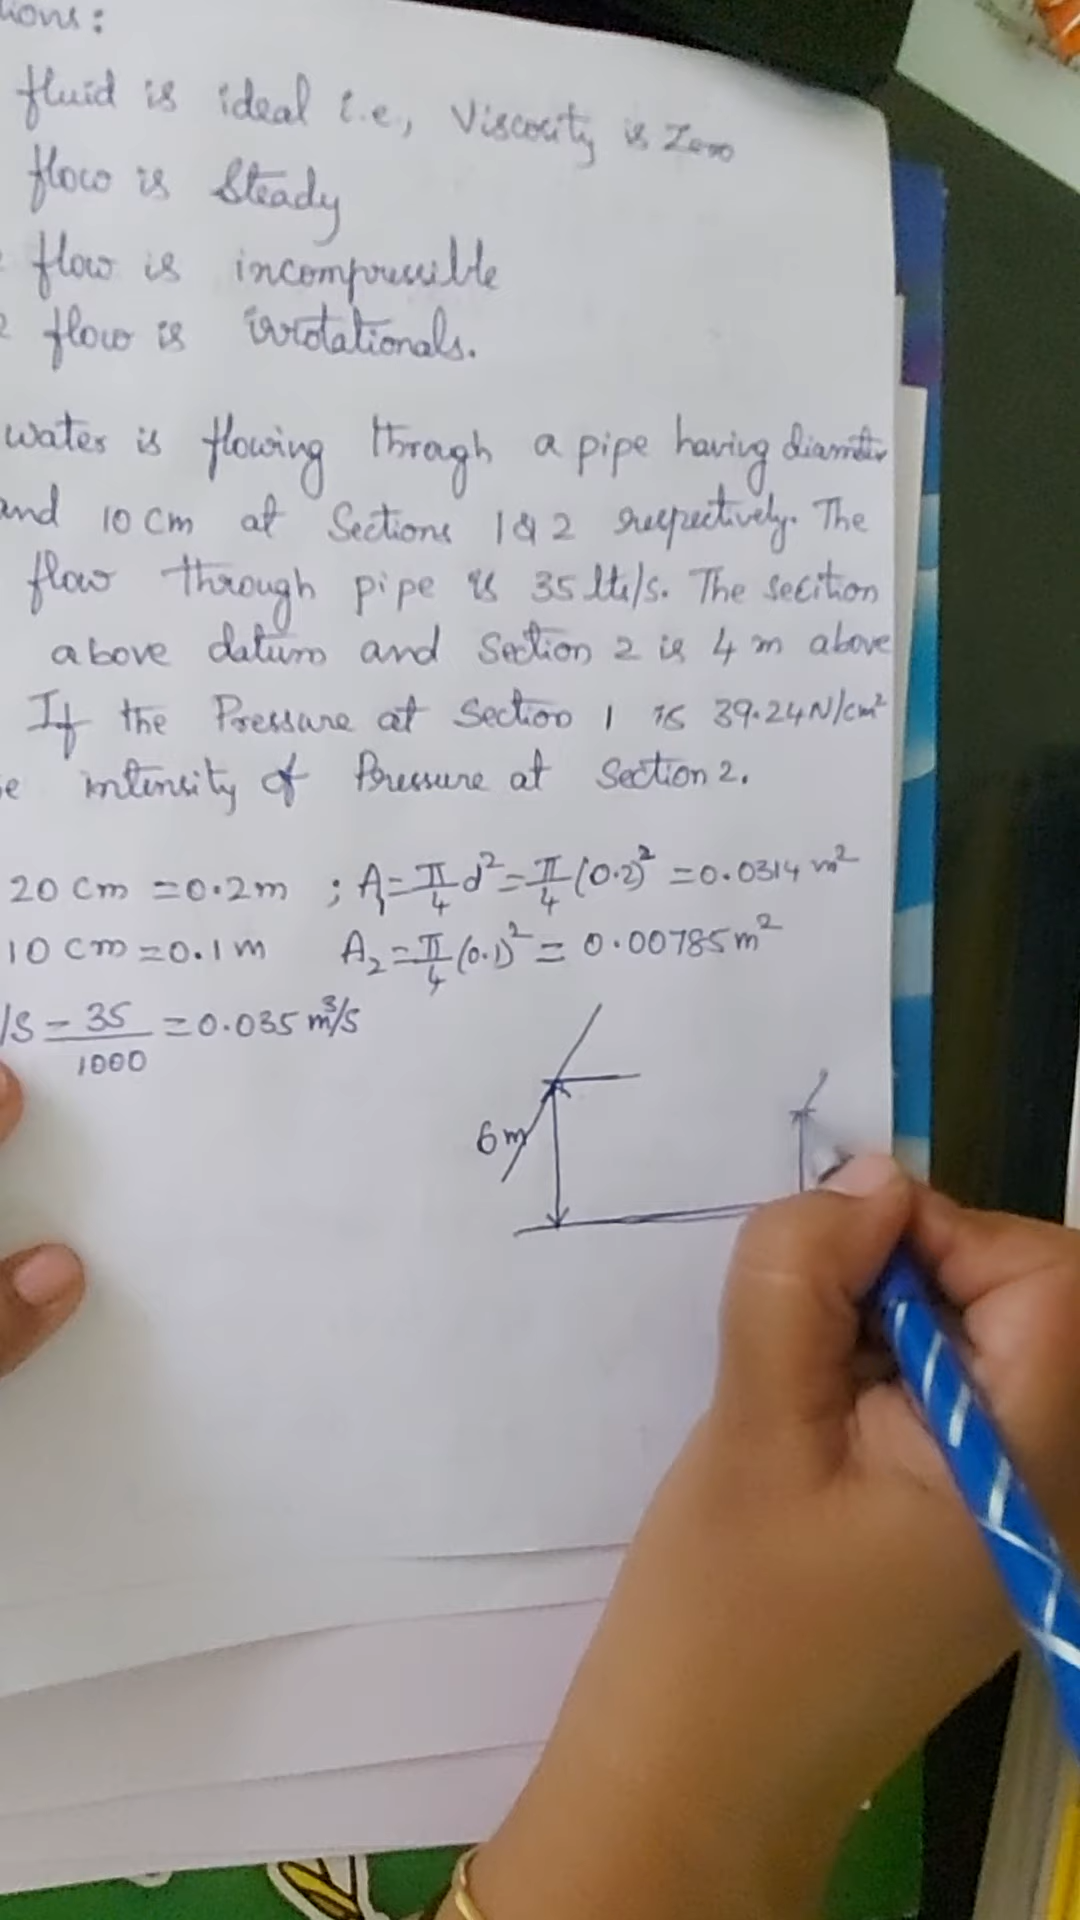 ions:
fluid is ideal i.e., Viscosity is Zero
flow is Steady
flow is incompressible
flow is irrotationals.
water is flowing through a pipe having diameter
and 10 cm at Sections 1 & 2 respectively. The
flow through pipe is 35 lts/s. The secition
above datum and Section 2 is 4 m above
If the Pressure at Section 1 is 39.24 N/cm²
intensity of Pressure at Section 2.
20 cm = 0.2 m ; A₁ = π/4 d² = π/4 (0.2)² = 0.0314 m²
10 cm = 0.1 m A₂ = π/4 (0.1)² = 0.00785 m²
/s = 35/1000 = 0.035 m³/s
6m